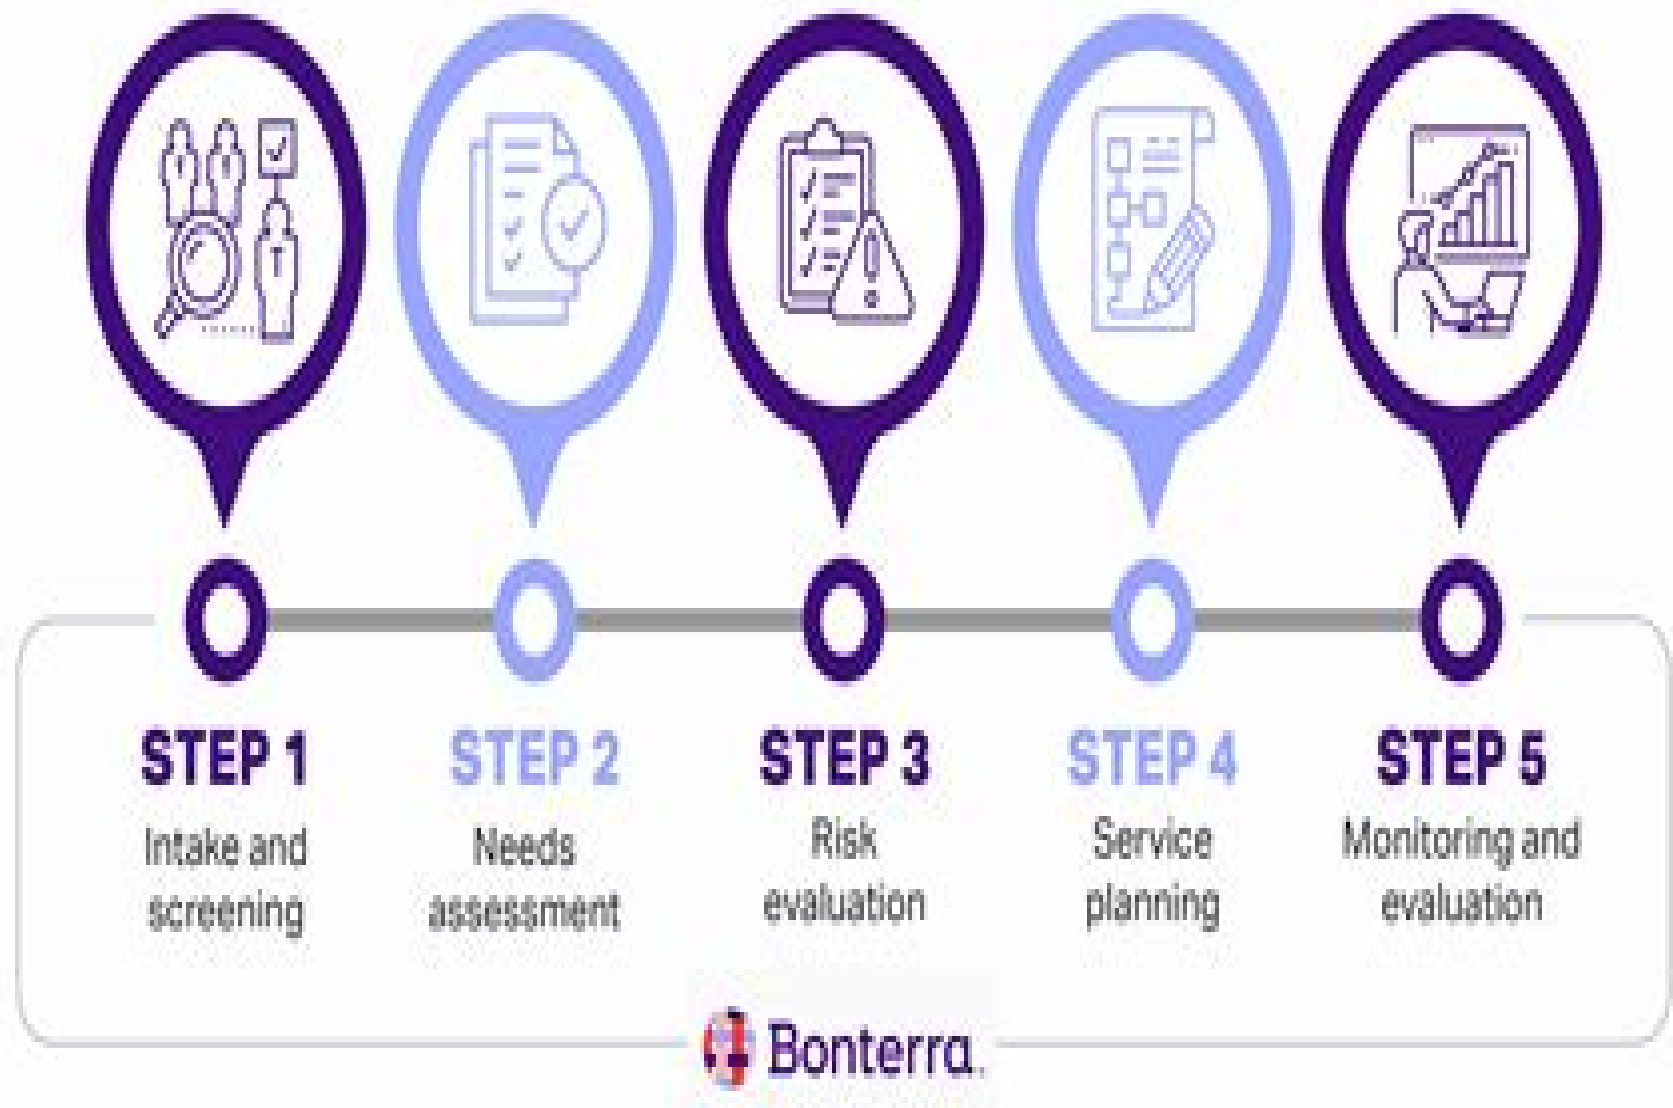 STEP 1
Intake and
screening
STEP 2
Needs
assessment
STEP 3
Risk
evaluation
STEP 4
Service
planning
STEP 5
Monitoring and
evaluation
Bonterra.